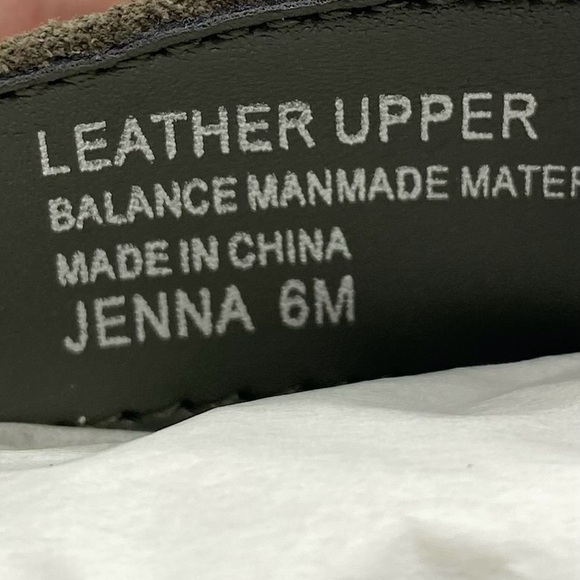 LEATHER UPPER
BALANCE MANMADE MATER
MADE IN CHINA
JENNA 6M